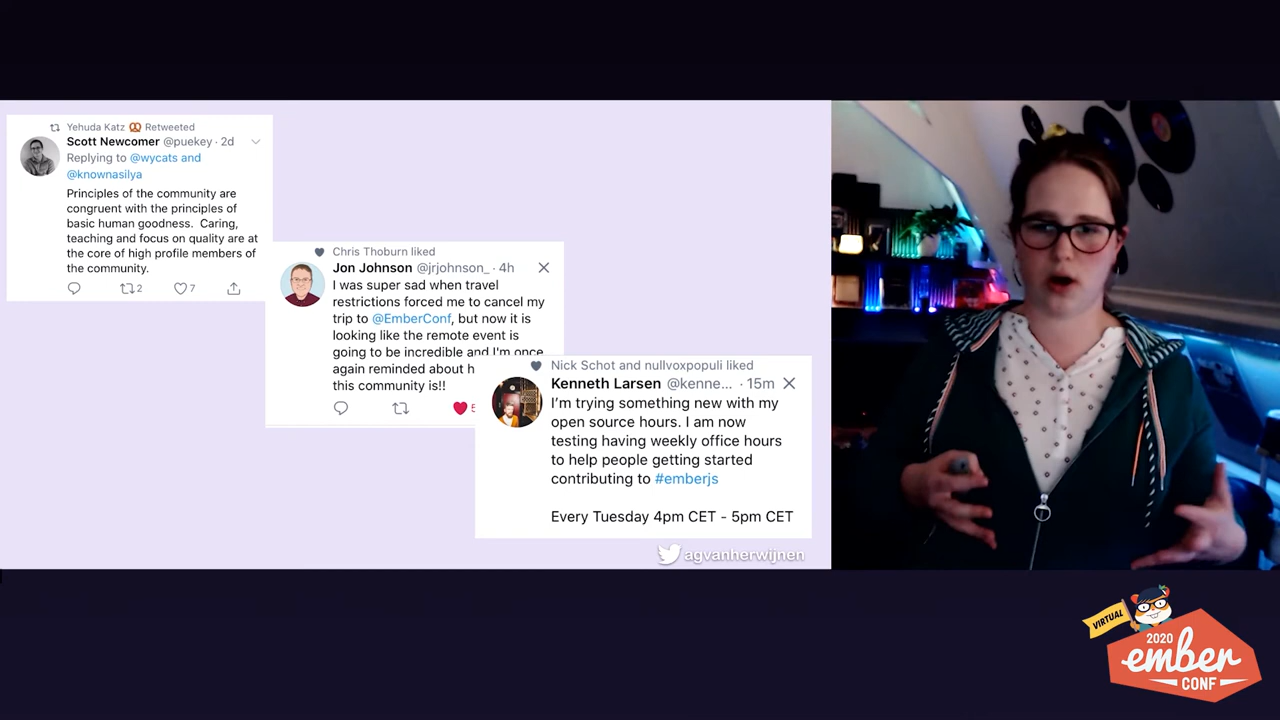 Yehuda Katz 🥨 Retweeted
Scott Newcomer @puekey · 2d
Replying to @wycats and
@knownasilya
Principles of the community are
congruent with the principles of
basic human goodness.  Caring,
teaching and focus on quality are at
the core of high profile members of
the community.
2
7
Chris Thoburn liked
Jon Johnson @jrjohnson_ · 4h
I was super sad when travel
restrictions forced me to cancel my
trip to @EmberConf, but now it is
looking like the remote event is
going to be incredible and I'm once
again reminded about h
this community is!!
5
Nick Schot and nullvoxpopuli liked
Kenneth Larsen @kenne... · 15m
I'm trying something new with my
open source hours. I am now
testing having weekly office hours
to help people getting started
contributing to #emberjs
Every Tuesday 4pm CET - 5pm CET
agvanherwijnen
VIRTUAL
2020
ember
CONF